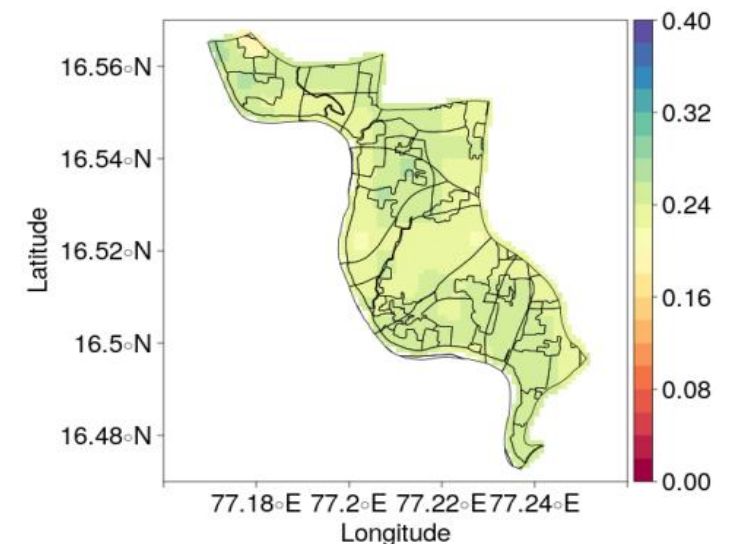 0.40
16.56◦N
0.32
16.54◦N
0.24
16.52◦N
0.16
16.5◦N
0.08
16.48◦N
0.00
77.18◦E 77.2◦E 77.22◦E 77.24◦E
Longitude
Latitude